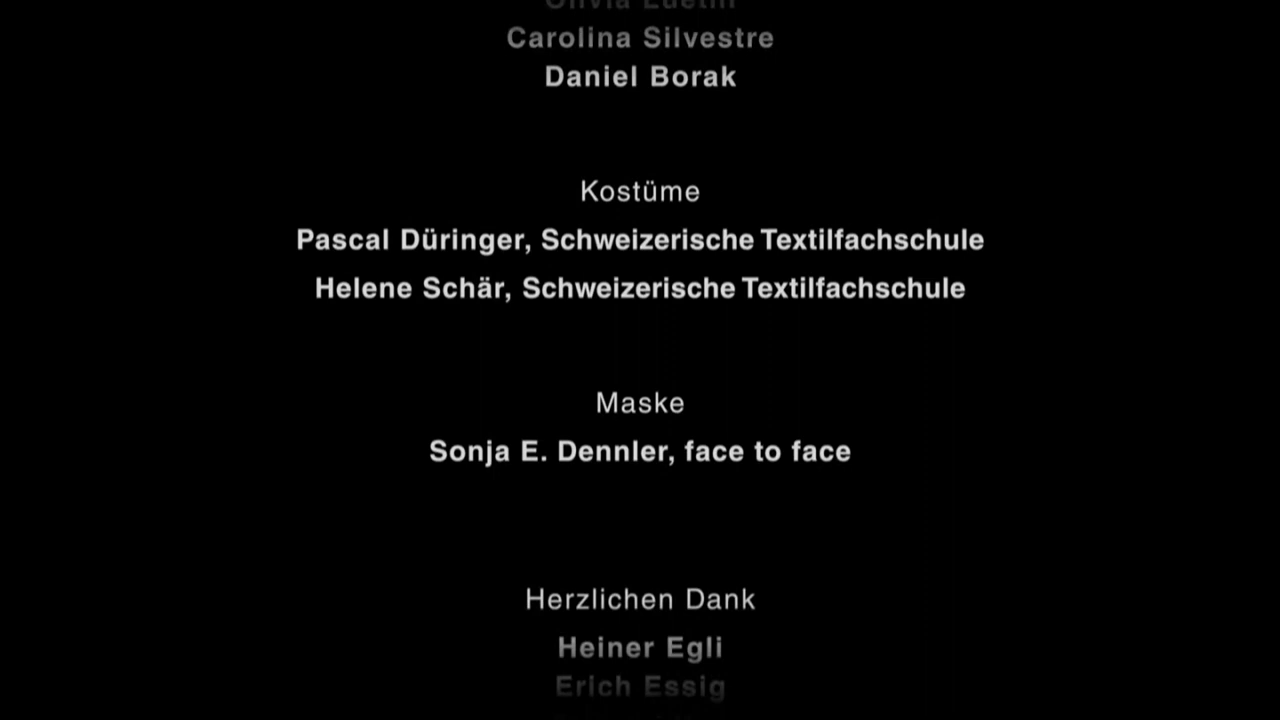 Carolina Silvestre
Daniel Borak
Kostüme
Pascal Düringer, Schweizerische Textilfachschule
Helene Schär, Schweizerische Textilfachschule
Maske
Sonja E. Dennler, face to face
Herzlichen Dank
Heiner Egli
Erich Essig